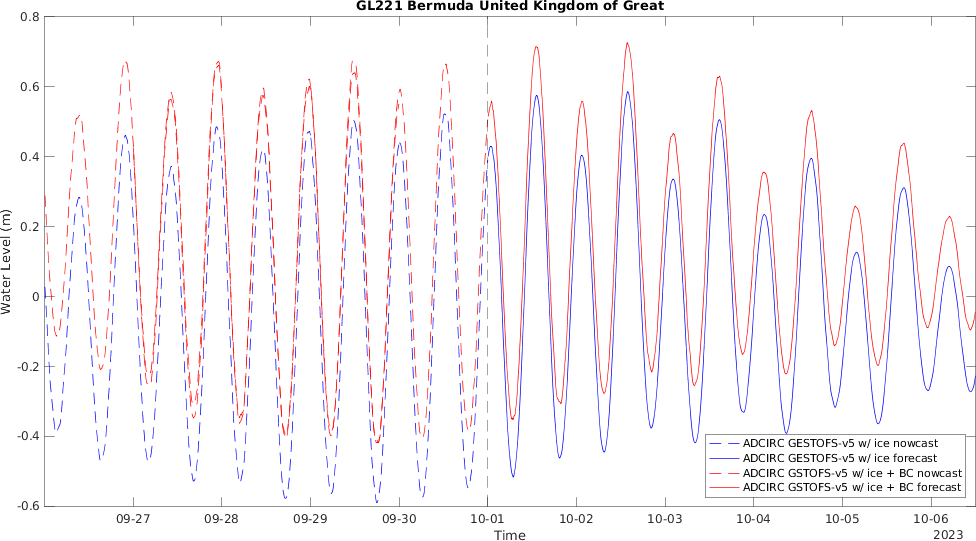 GL221 Bermuda United Kingdom of Great
0.8
0.6
0.4
0.2
0
-0.2
-0.4
-0.6
Water Level (m)
ADCIRC GESTOFS-v5 w/ ice nowcast
ADCIRC GESTOFS-v5 w/ ice forecast
ADCIRC GSTOFS-v5 w/ ice + BC nowcast
ADCIRC GSTOFS-v5 w/ ice + BC forecast
09-27 09-28 09-29 09-30 10-01 10-02 10-03 10-04 10-05 10-06
Time
2023